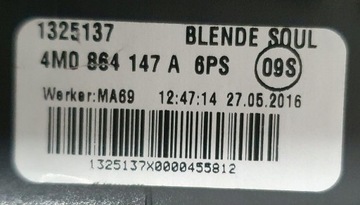 1325137 BLENDE SOUL
4M0 864 147 A 6PS 09S
Werker:MA69 12:47:14 27.05.2016
1325137X0000455812